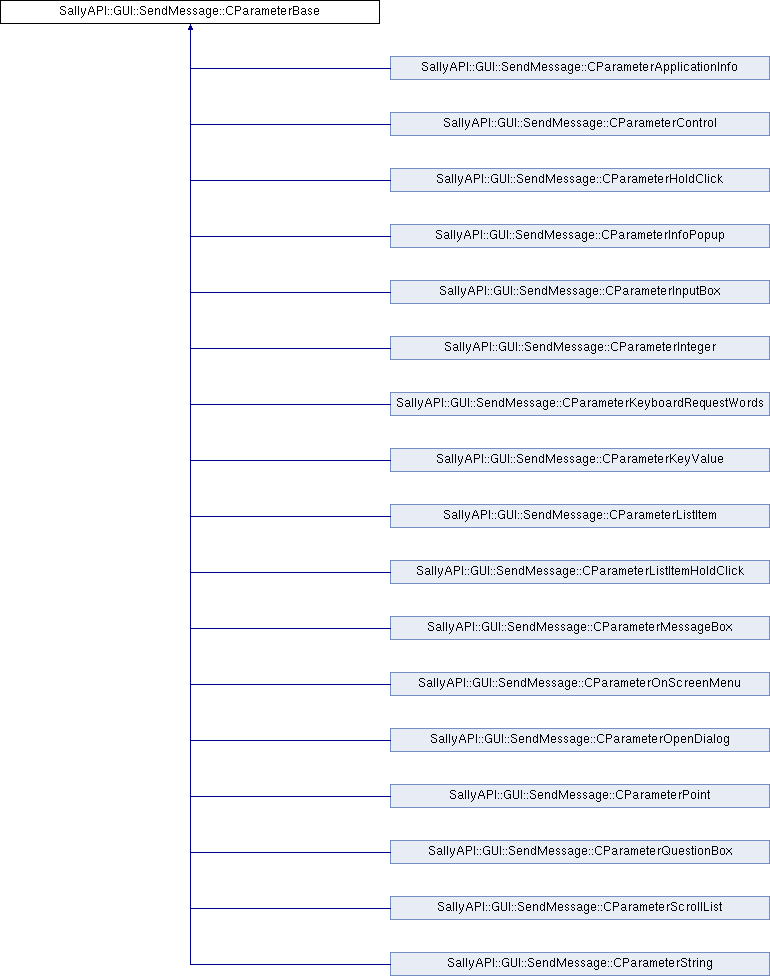 SallyAPI::GUI::SendMessage::CParameterBase
SallyAPI::GUI::SendMessage::CParameterApplicationInfo
SallyAPI::GUI::SendMessage::CParameterControl
SallyAPI::GUI::SendMessage::CParameterHoldClick
SallyAPI::GUI::SendMessage::CParameterInfoPopup
SallyAPI::GUI::SendMessage::CParameterInputBox
SallyAPI::GUI::SendMessage::CParameterInteger
SallyAPI::GUI::SendMessage::CParameterKeyboardRequestWords
SallyAPI::GUI::SendMessage::CParameterKeyValue
SallyAPI::GUI::SendMessage::CParameterListItem
SallyAPI::GUI::SendMessage::CParameterListItemHoldClick
SallyAPI::GUI::SendMessage::CParameterMessageBox
SallyAPI::GUI::SendMessage::CParameterOnScreenMenu
SallyAPI::GUI::SendMessage::CParameterOpenDialog
SallyAPI::GUI::SendMessage::CParameterPoint
SallyAPI::GUI::SendMessage::CParameterQuestionBox
SallyAPI::GUI::SendMessage::CParameterScrollList
SallyAPI::GUI::SendMessage::CParameterString